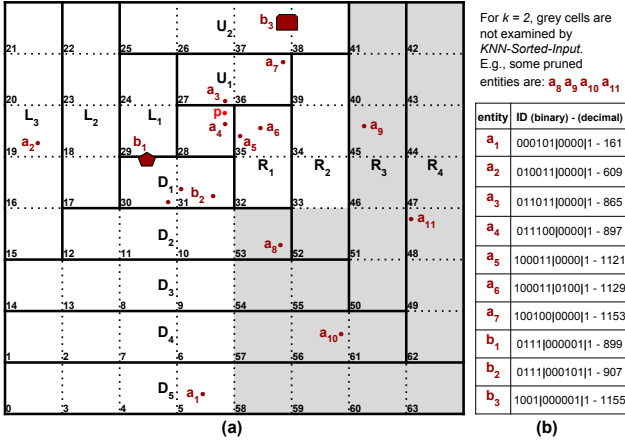 U2 b3
21 22 25 26 37 38 41 42
U1 a7
a3
20 23 24 27 36 39 40 43
L3 L2 L1 p
a4 a6 a9
a2 b1 a5
19 18 29 28 35 34 45 44
R1 R2 R3 R4
D1 b2
16 17 30 31 32 33 46 47
a11
D2 a8
15 12 11 10 53 52 51 48
D3
14 13 8 9 54 55 50 49
D4 a10
1 2 7 6 57 56 61 62
D5 a1
0 3 4 5 58 59 60 63
(a)
For k = 2, grey cells are
not examined by
KNN-Sorted-Input.
E.g., some pruned
entities are: a8 a9 a10 a11
entity ID (binary) - (decimal)
a1 000101|0000|1 - 161
a2 010011|0000|1 - 609
a3 011011|0000|1 - 865
a4 011100|0000|1 - 897
a5 100011|0000|1 - 1121
a6 100011|0100|1 - 1129
a7 100100|0000|1 - 1153
b1 0111|000001|1 - 899
b2 0111|000101|1 - 907
b3 1001|000001|1 - 1155
(b)